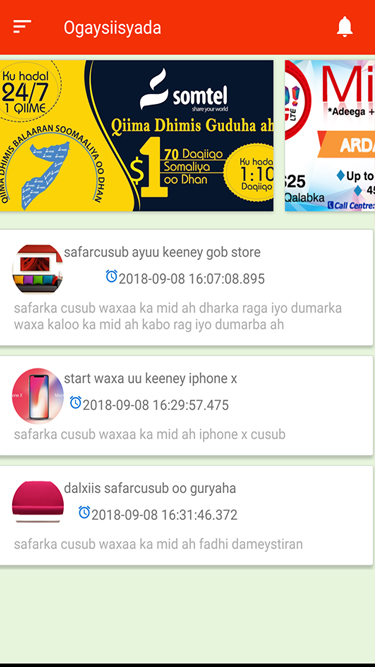 Ogaysiisyada
Ku hadal
24/7
1 QIIME
somtel
share your world
Qiima Dhimis Guduha ah
$1
70 Daqiiqo
Somaliya
oo Dhan
Ku hada
1:10
Daqiiqo
QIIMA DHIMIS BALAARAN SOOMAALIYA OO DHAN
Mi
*Adeega +
ARDA
Up to
$25
Qalabka
45
Call Centre:
safarcusub ayuu keeney gob store
2018-09-08 16:07:08.895
safarka cusub waxaa ka mid ah dharka raga iyo dumarka
waxa kaloo ka mid ah kabo rag iyo dumarba ah
start waxa uu keeney iphone x
2018-09-08 16:29:57.475
safarka cusub waxaa ka mid ah iphone x cusub
dalxiis safarcusub oo guryaha
2018-09-08 16:31:46.372
safarka cusub waxaa ka mid ah fadhi dameystiran